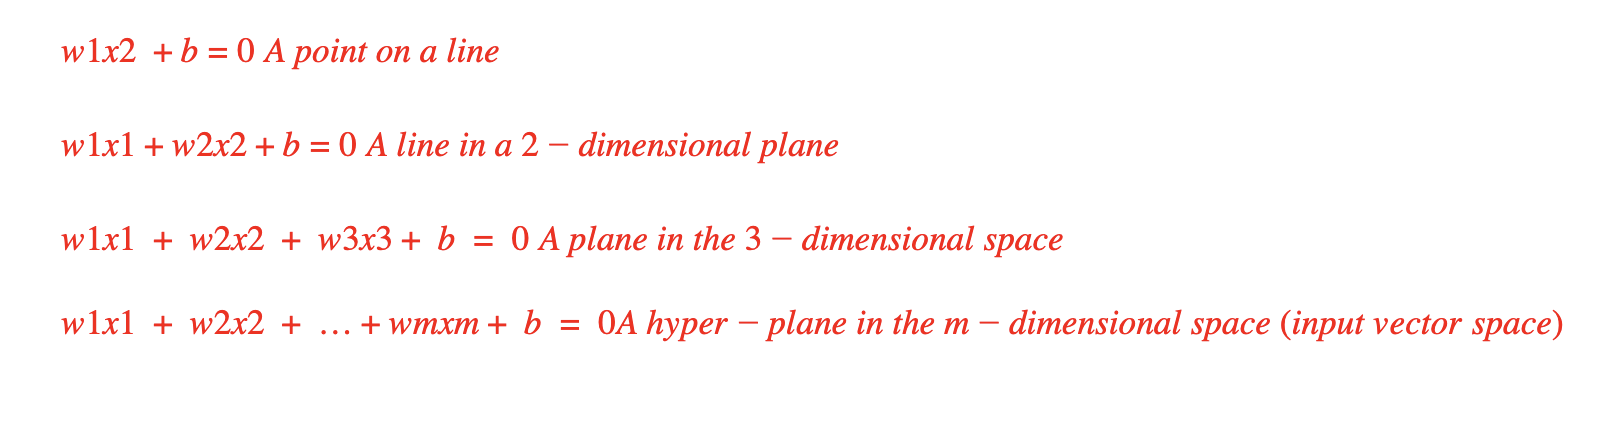 w1x2 + b = 0 A point on a line
w1x1 + w2x2 + b = 0 A line in a 2 − dimensional plane
w1x1 + w2x2 + w3x3 + b = 0 A plane in the 3 − dimensional space
w1x1 + w2x2 + … + wmxm + b = 0A hyper − plane in the m − dimensional space (input vector space)